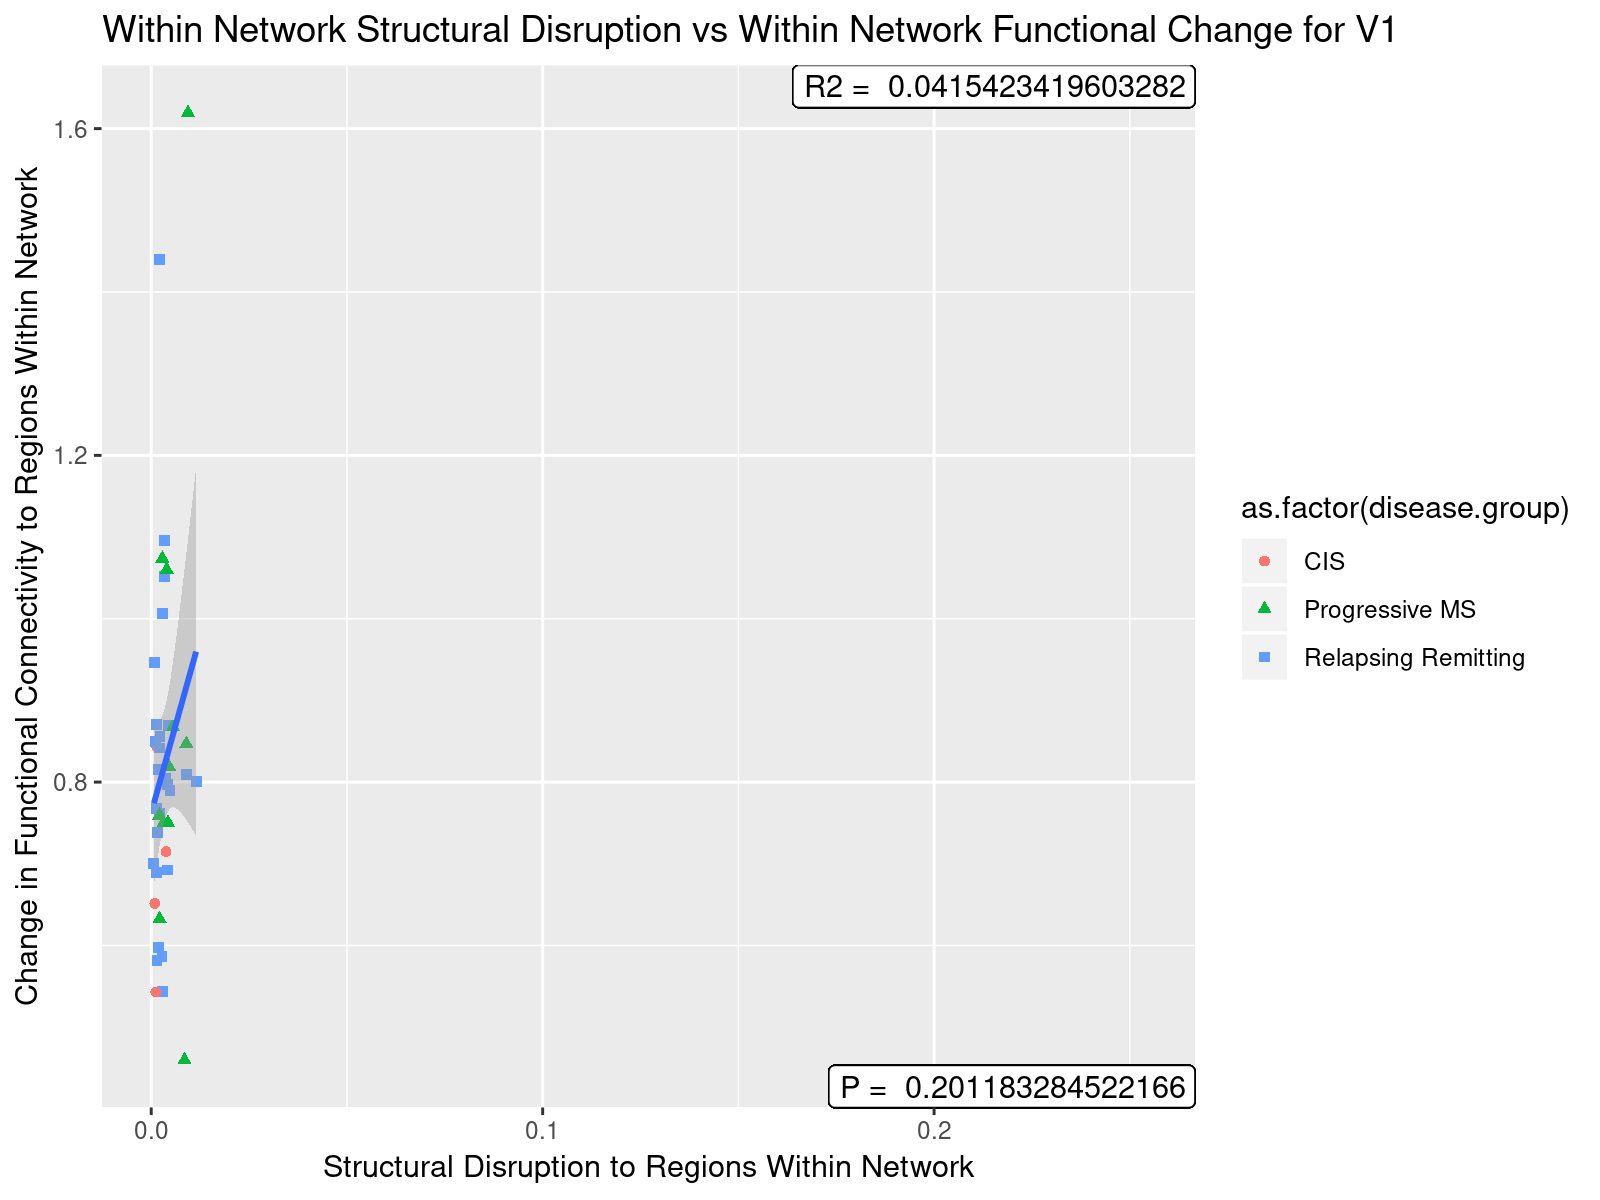 Within Network Structural Disruption vs Within Network Functional Change for V1
R2 =  0.0415423419603282
1.6
1.2
0.8
Change in Functional Connectivity to Regions Within Network
as.factor(disease.group)
CIS
Progressive MS
Relapsing Remitting
P =  0.201183284522166
0.0
0.1
0.2
Structural Disruption to Regions Within Network